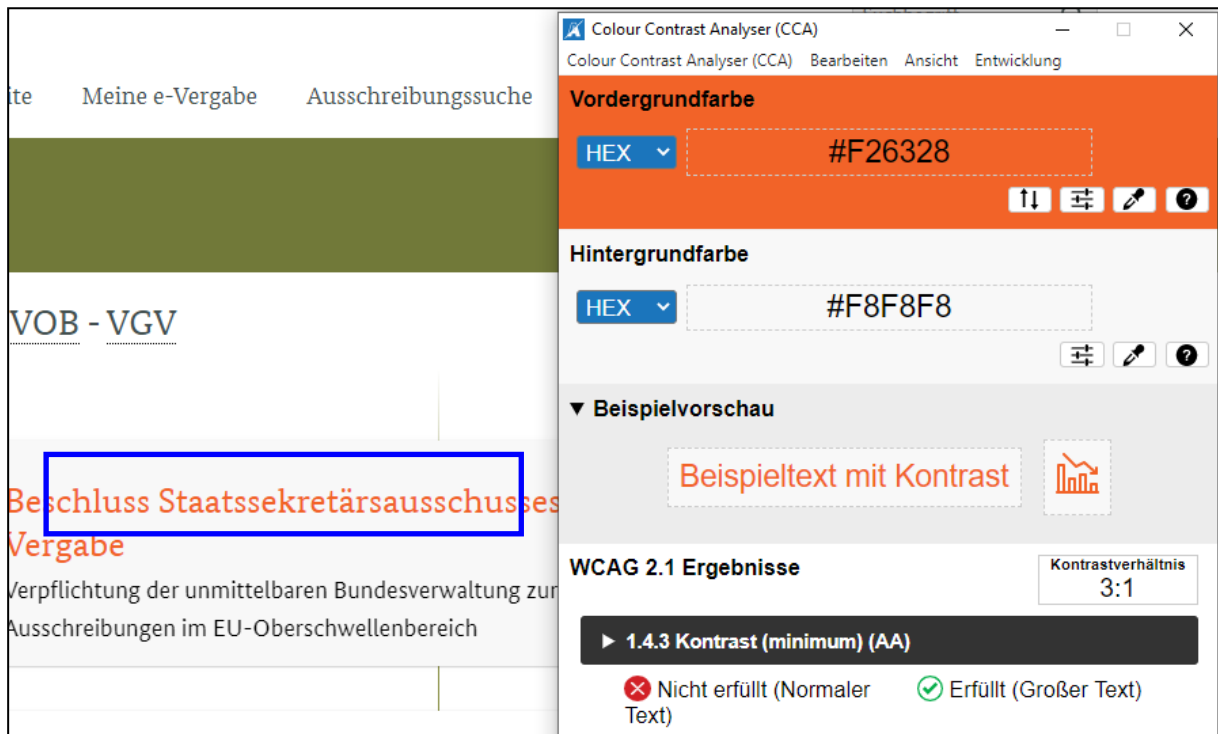 ite Meine e-Vergabe Ausschreibungssuche
VOB - VGV
Beschluss Staatssekretärsausschusses
Vergabe
Verpflichtung der unmittelbaren Bundesverwaltung zur
Ausschreibungen im EU-Oberschwellenbereich
Colour Contrast Analyser (CCA)
Colour Contrast Analyser (CCA) Bearbeiten Ansicht Entwicklung
Vordergrundfarbe
HEX #F26328
Hintergrundfarbe
HEX #F8F8F8
▼ Beispielvorschau
Beispieltext mit Kontrast
WCAG 2.1 Ergebnisse
Kontrastverhältnis
3:1
▶ 1.4.3 Kontrast (minimum) (AA)
Nicht erfüllt (Normaler
Text)
Erfüllt (Großer Text)